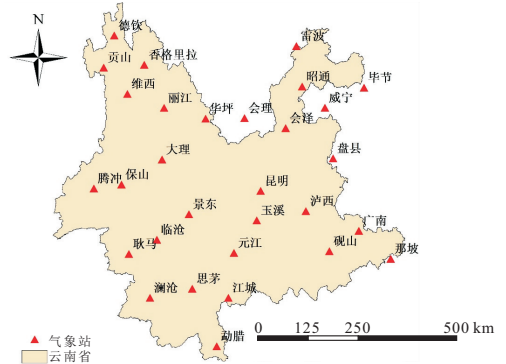 N
德钦
雷波
贡山
香格里拉
昭通
毕节
维西
丽江
威宁
华坪
会理
会泽
盘县
大理
腾冲
保山
昆明
景东
泸西
玉溪
广南
临沧
耿马
元江
砚山
那坡
澜沧
思茅
江城
勐腊
0 125 250 500 km
气象站
云南省